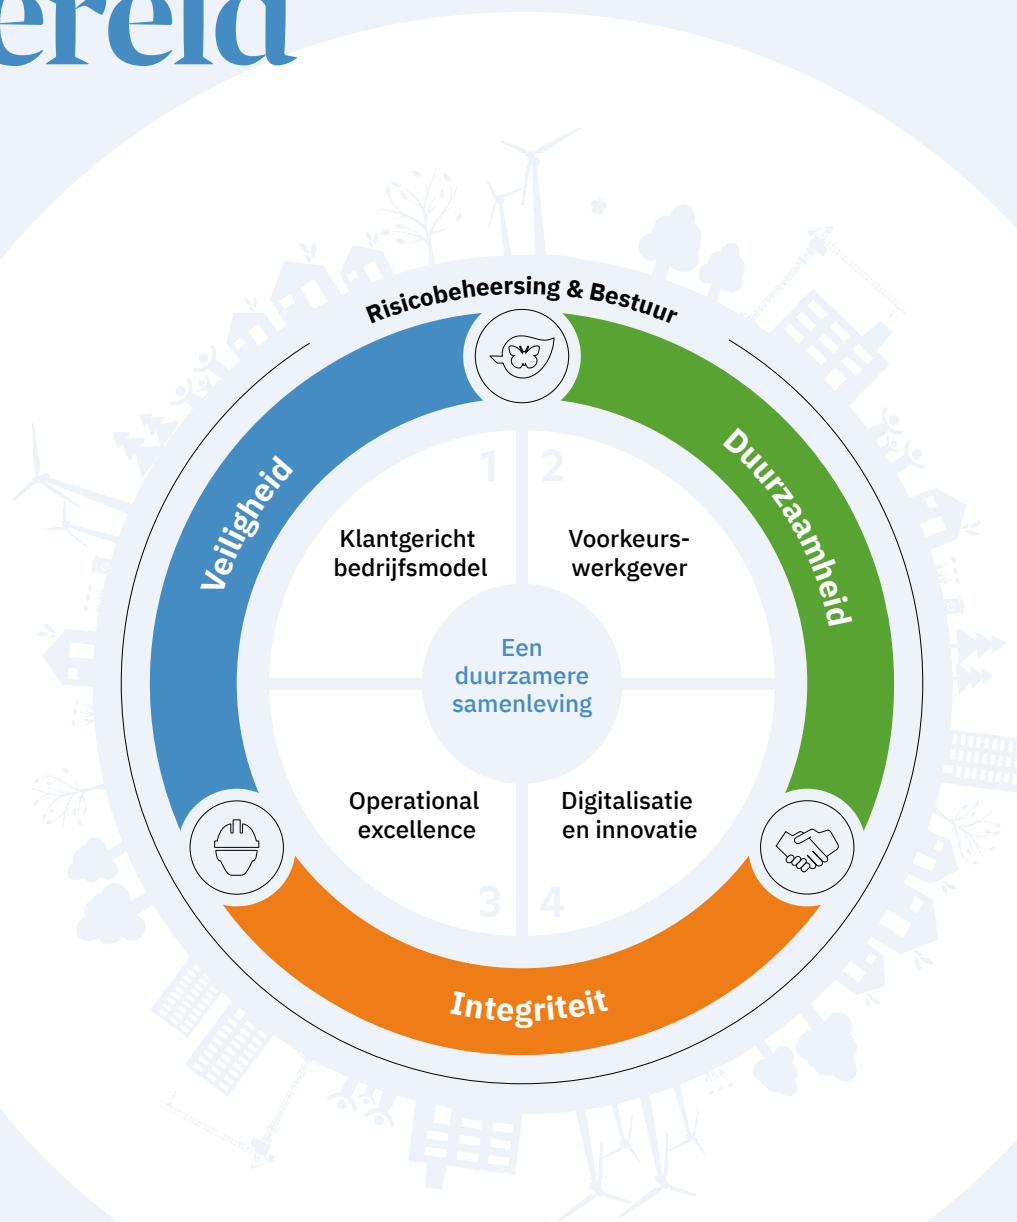 Risicobeheersing & Bestuur
Veiligheid
Duurzaamheid
1
2
Klantgericht
bedrijfsmodel
Voorkeurs-
werkgever
Een
duurzamere
samenleving
Operational
excellence
Digitalisatie
en innovatie
3
4
Integriteit